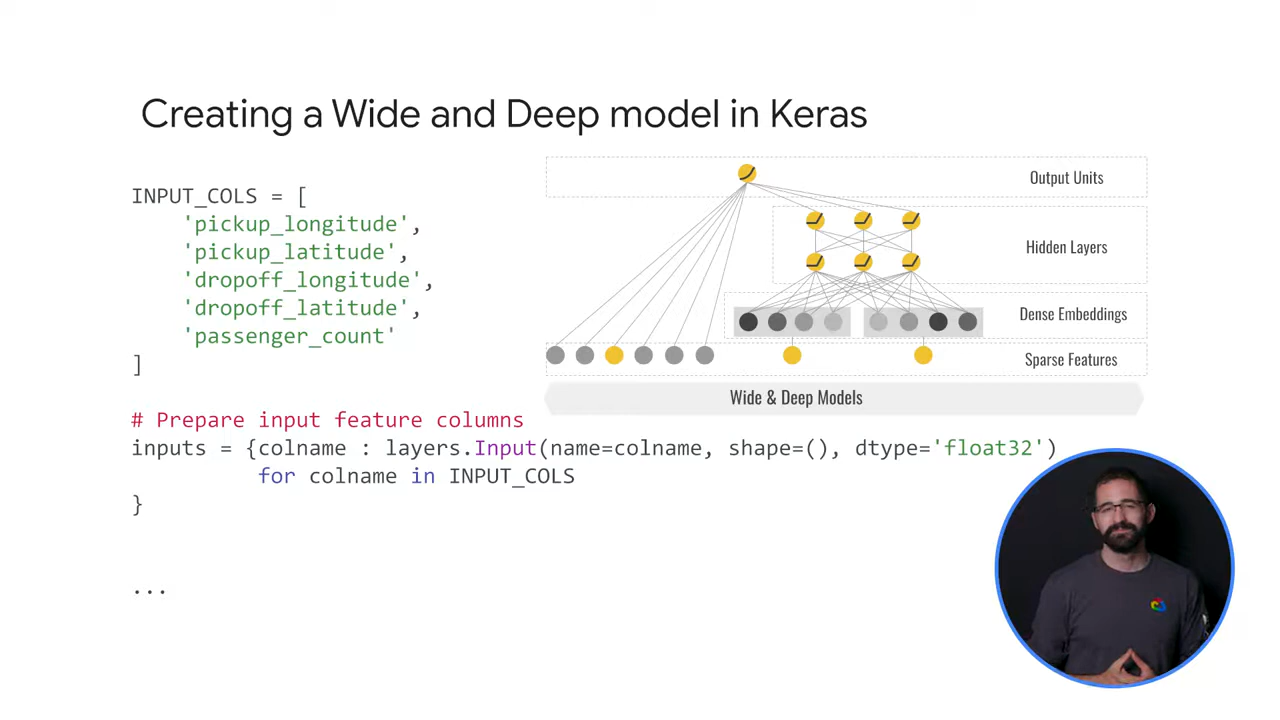 Creating a Wide and Deep model in Keras
INPUT_COLS = [
    'pickup_longitude',
    'pickup_latitude',
    'dropoff_longitude',
    'dropoff_latitude',
    'passenger_count'
]
Output Units
Hidden Layers
Dense Embeddings
Sparse Features
Wide & Deep Models
# Prepare input feature columns
inputs = {colname : layers.Input(name=colname, shape=(), dtype='float32')
          for colname in INPUT_COLS
}
...